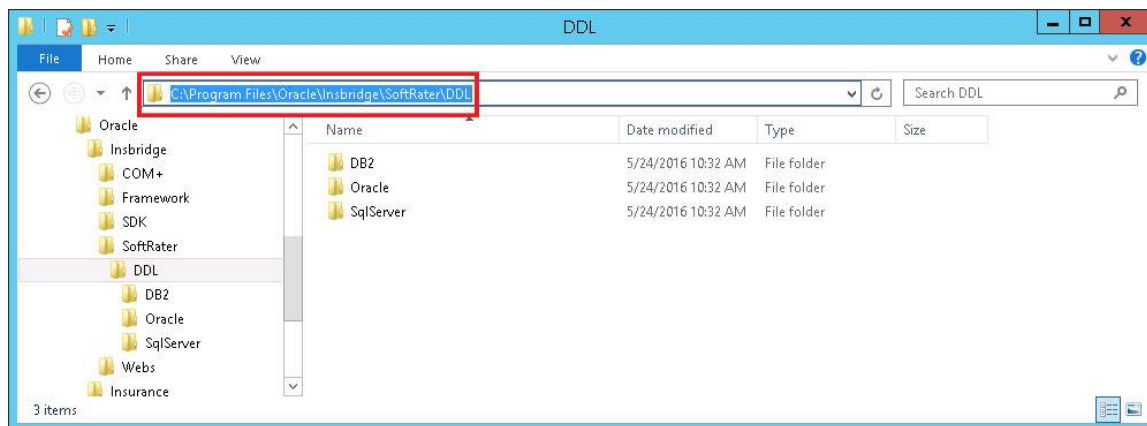 DDL
File Home Share View
C:\Program Files\Oracle\Insbridge\SoftRater\DDL
Search DDL
Oracle
Insbridge
COM+
Framework
SDK
SoftRater
DDL
DB2
Oracle
SqlServer
Webs
Insurance
Name Date modified Type Size
DB2 5/24/2016 10:32 AM File folder
Oracle 5/24/2016 10:32 AM File folder
SqlServer 5/24/2016 10:32 AM File folder
3 items